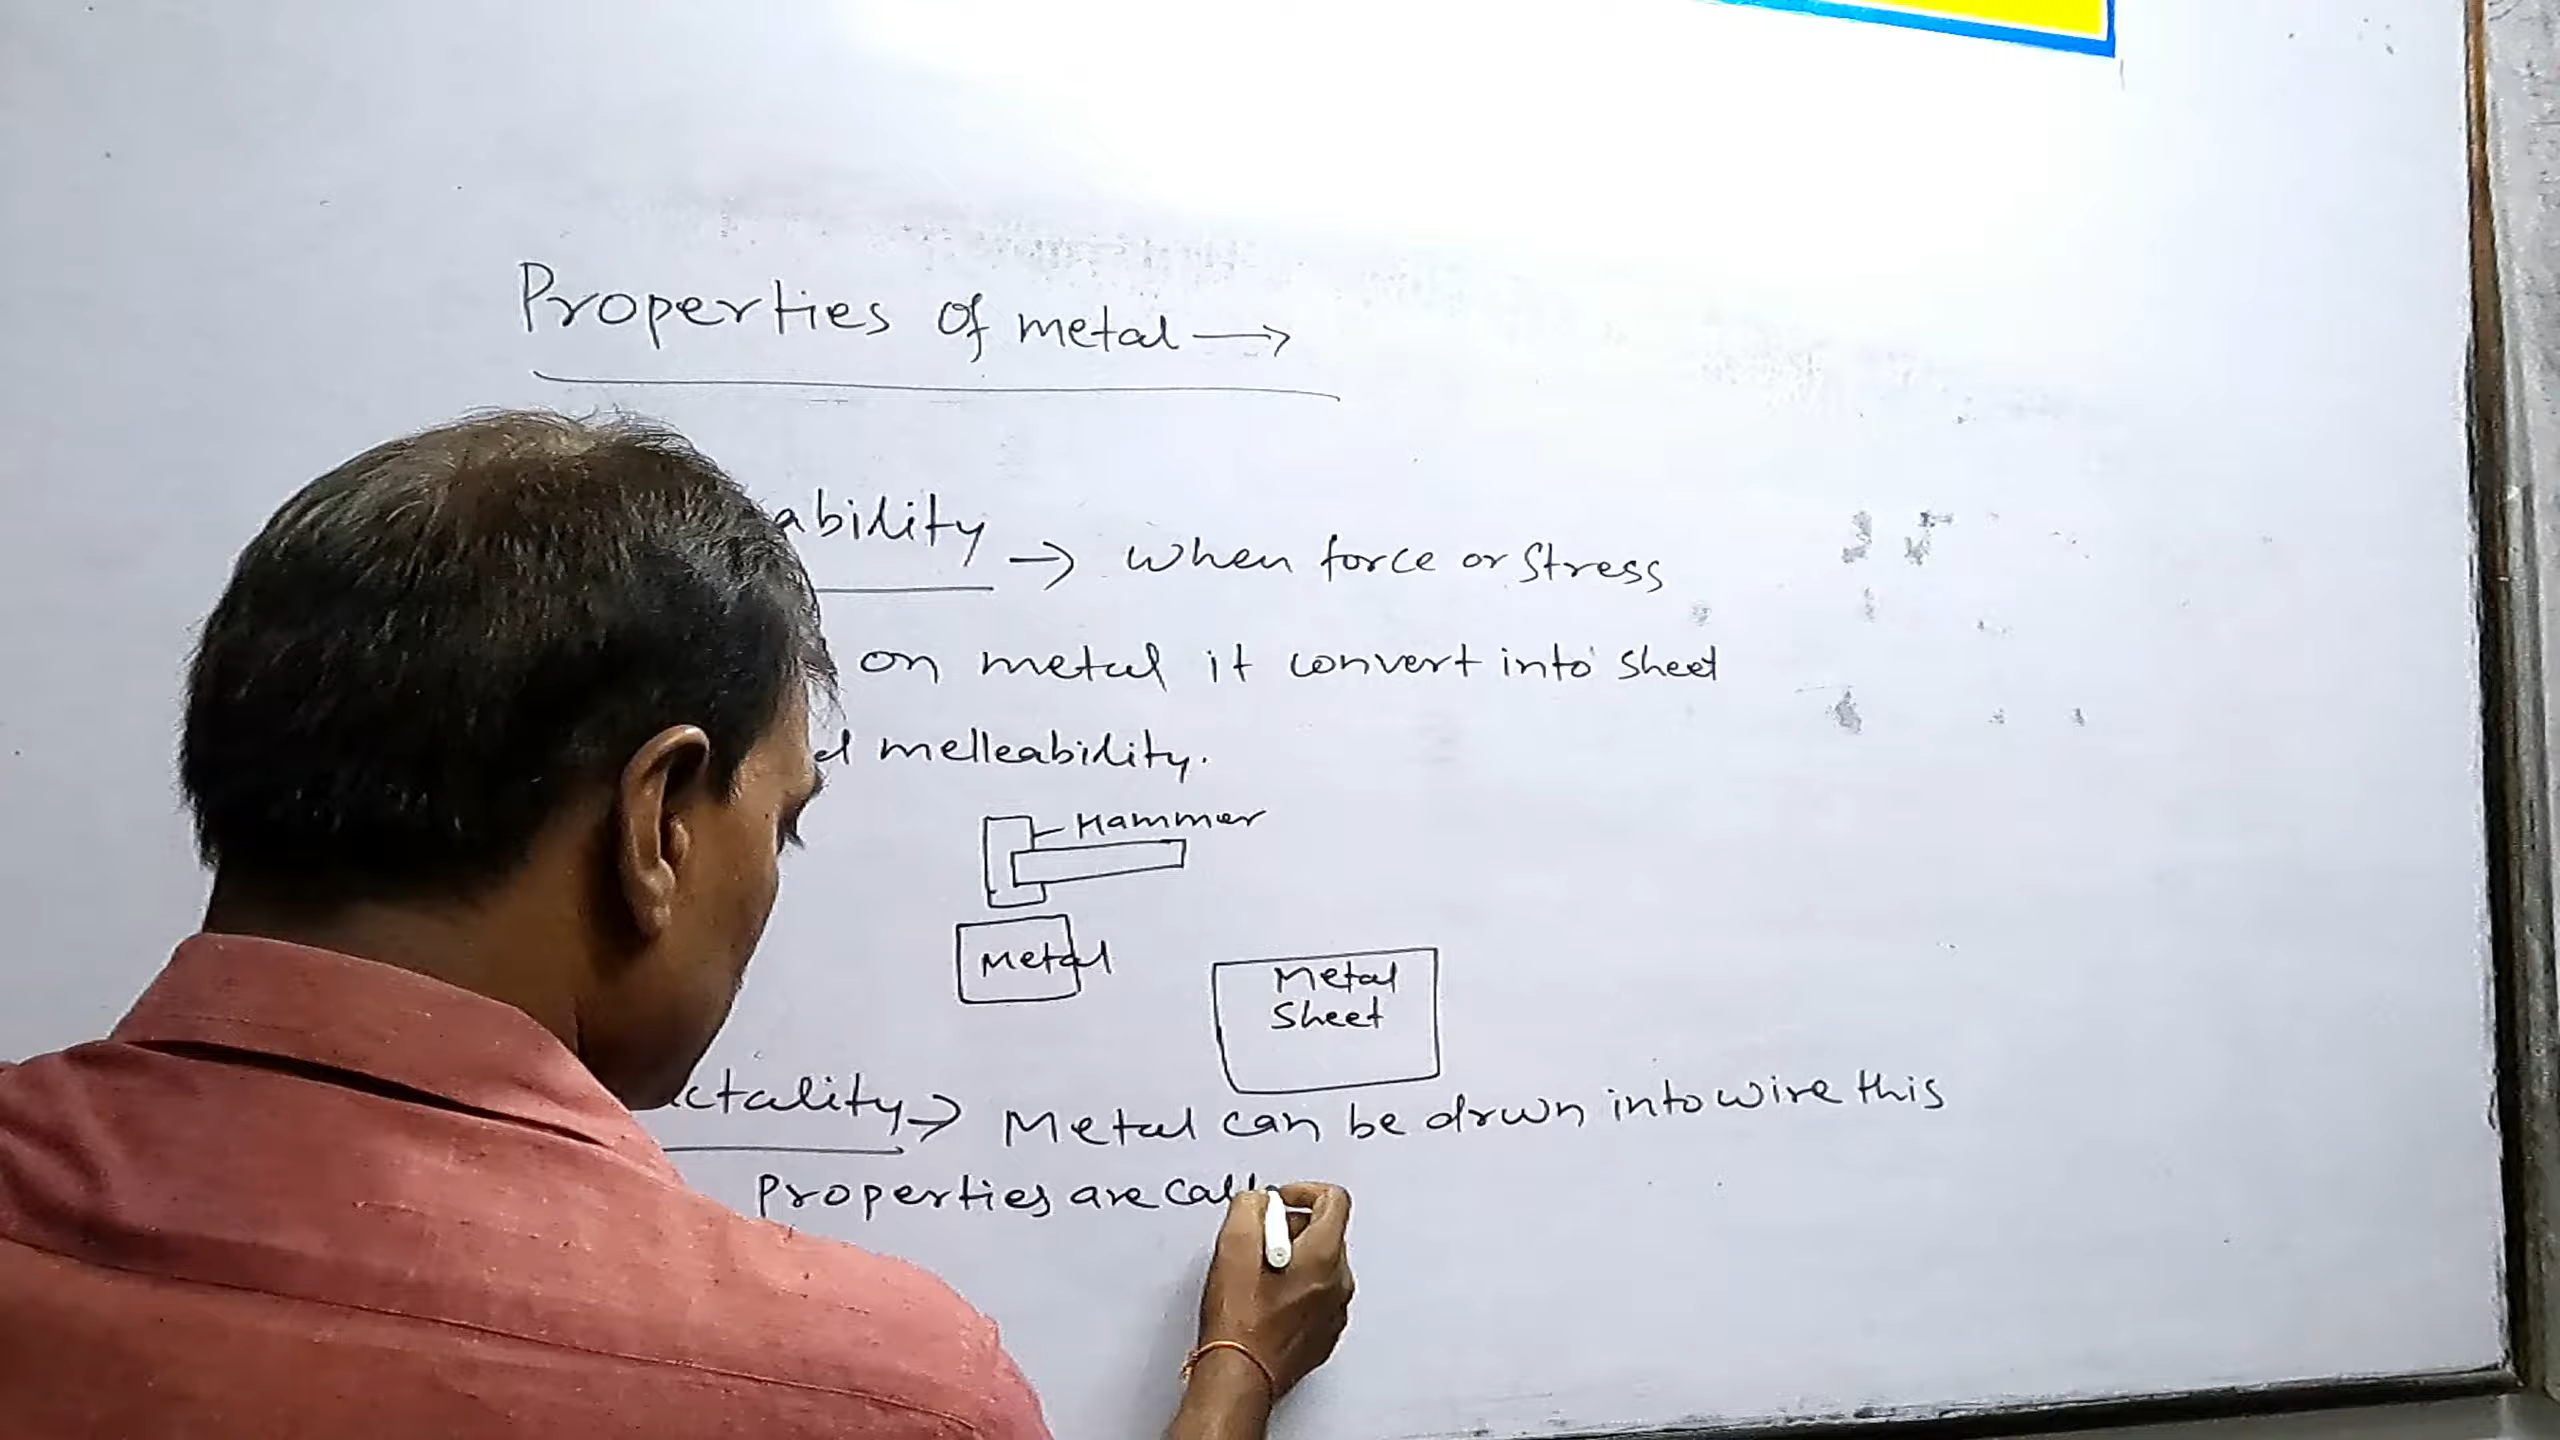 Properties of metal →
ability → When force or Stress
on metal it convert into sheet
melleability.
Hammer
Metal
Metal
Sheet
ctality → Metal can be drwn into wire this
Properties are call